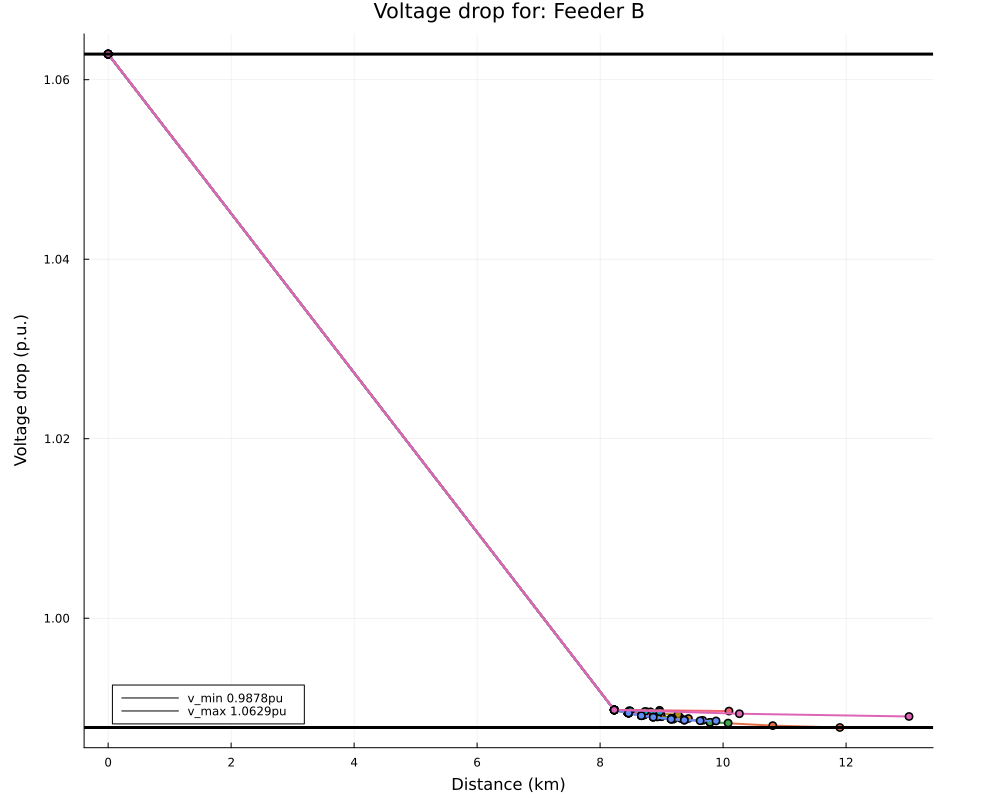 Voltage drop for: Feeder B
Voltage drop (p.u.)
1.06
1.04
1.02
1.00
v_min 0.9878pu
v_max 1.0629pu
0 2 4 6 8 10 12
Distance (km)